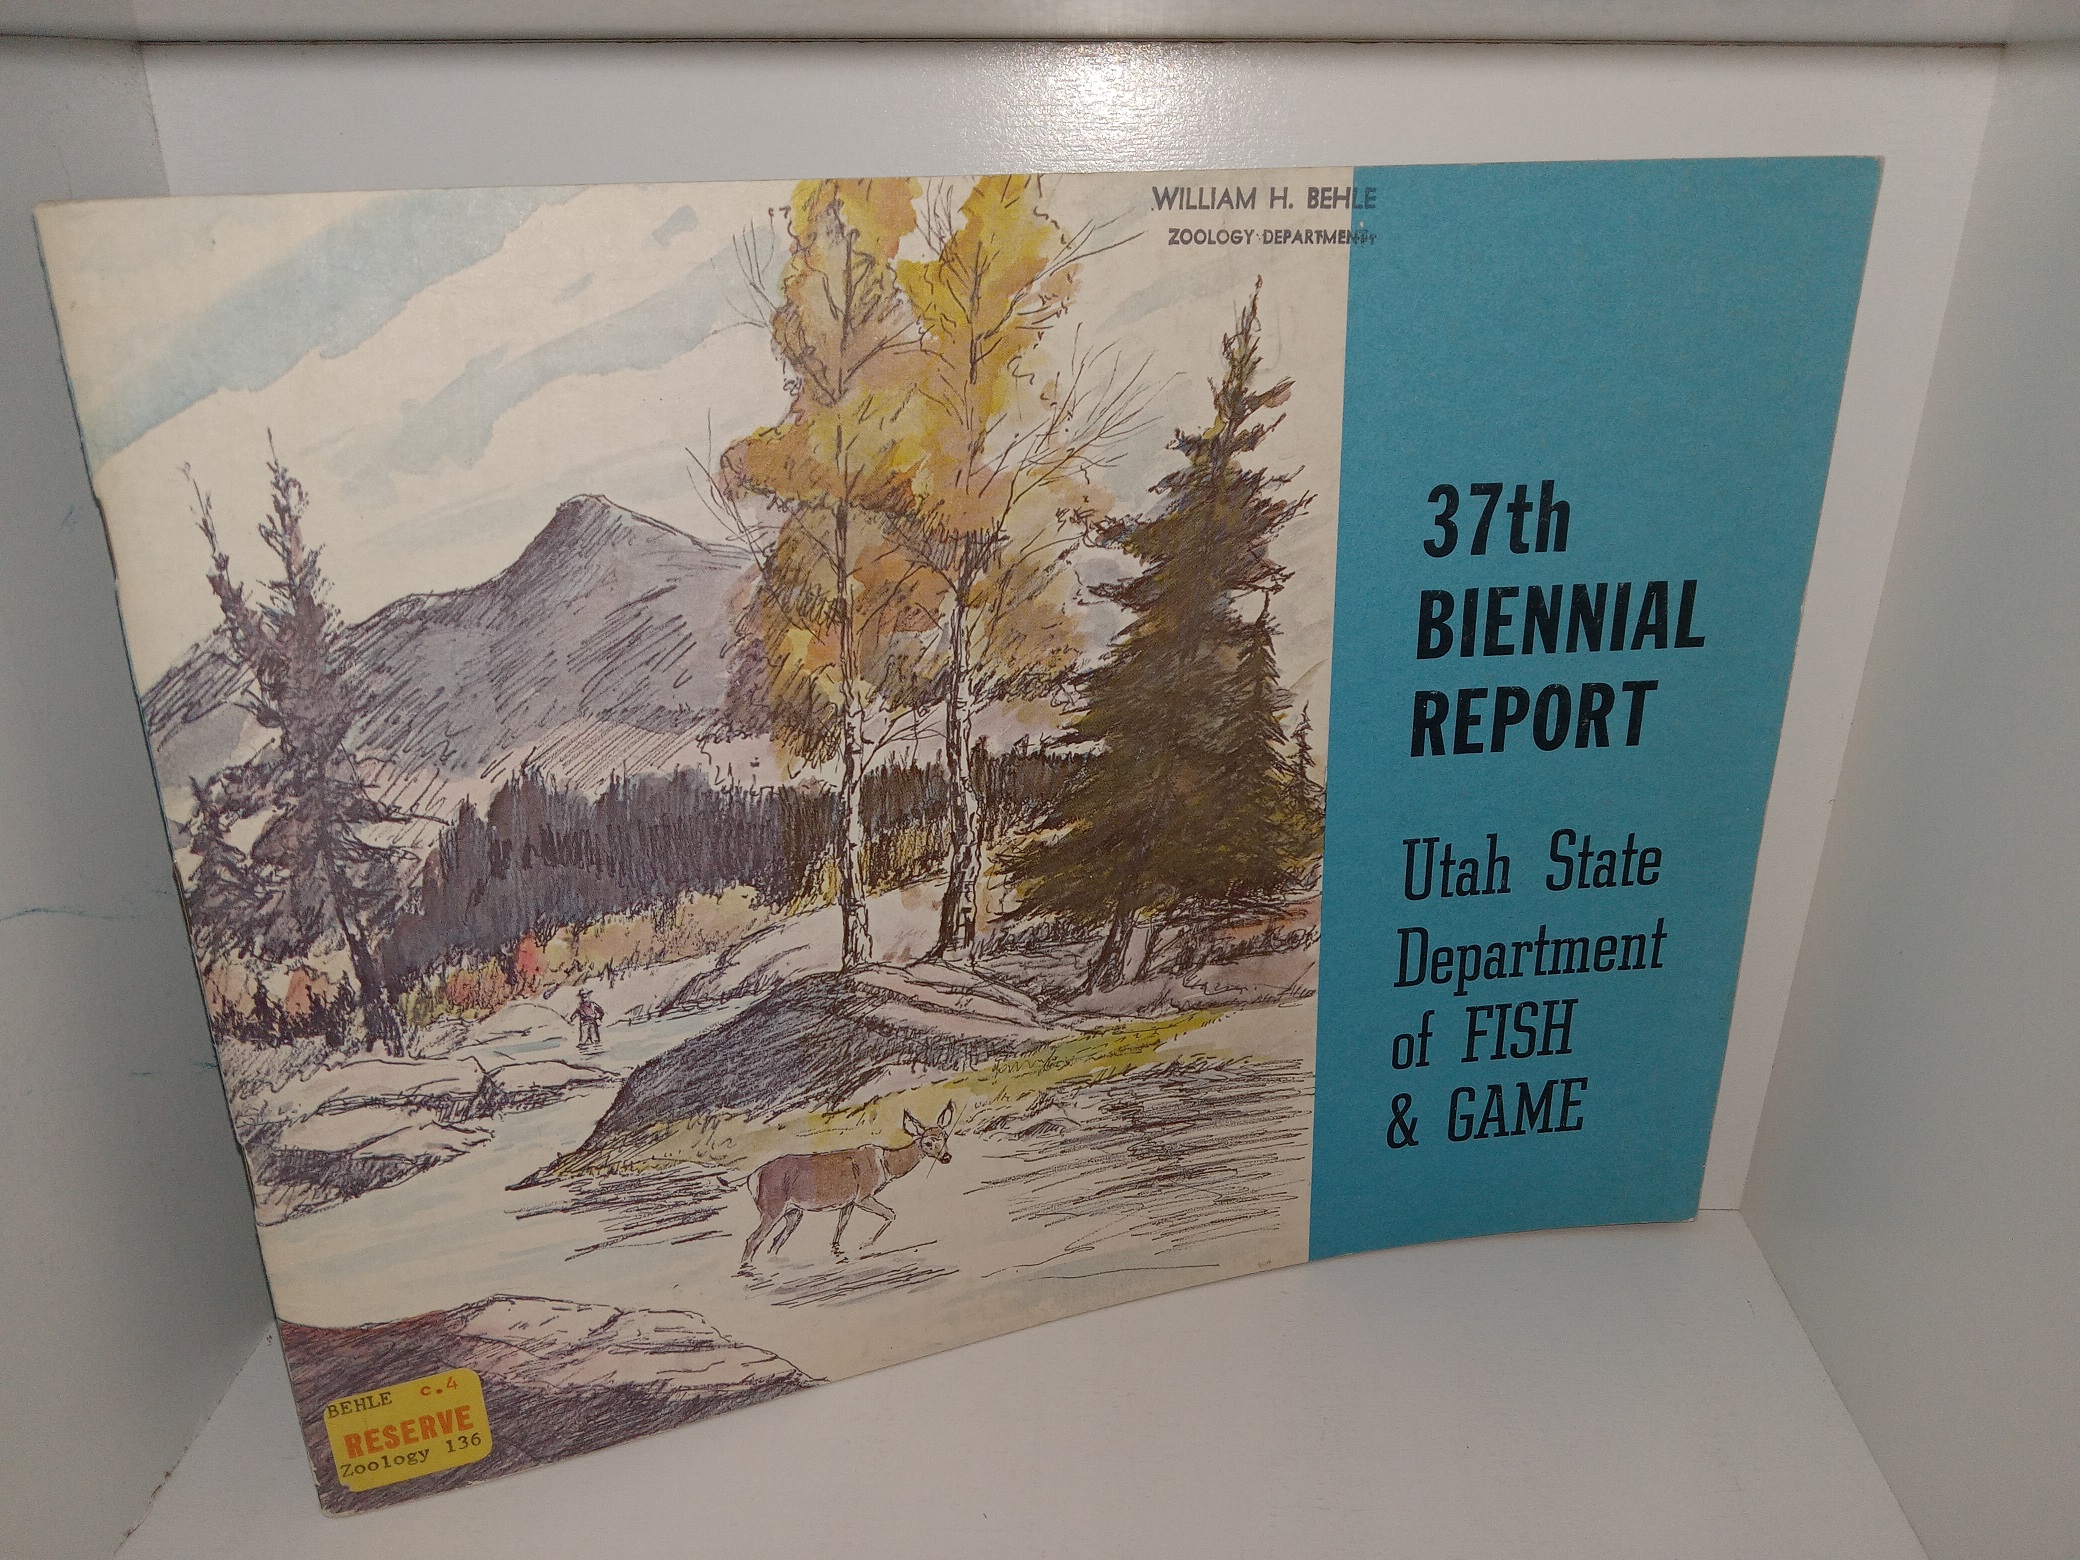 WILLIAM H. BEHLE
ZOOLOGY DEPARTMENT
37th
BIENNIAL
REPORT
Utah State
Department
of FISH
& GAME
BEHLE c.4
RESERVE
Zoology 136